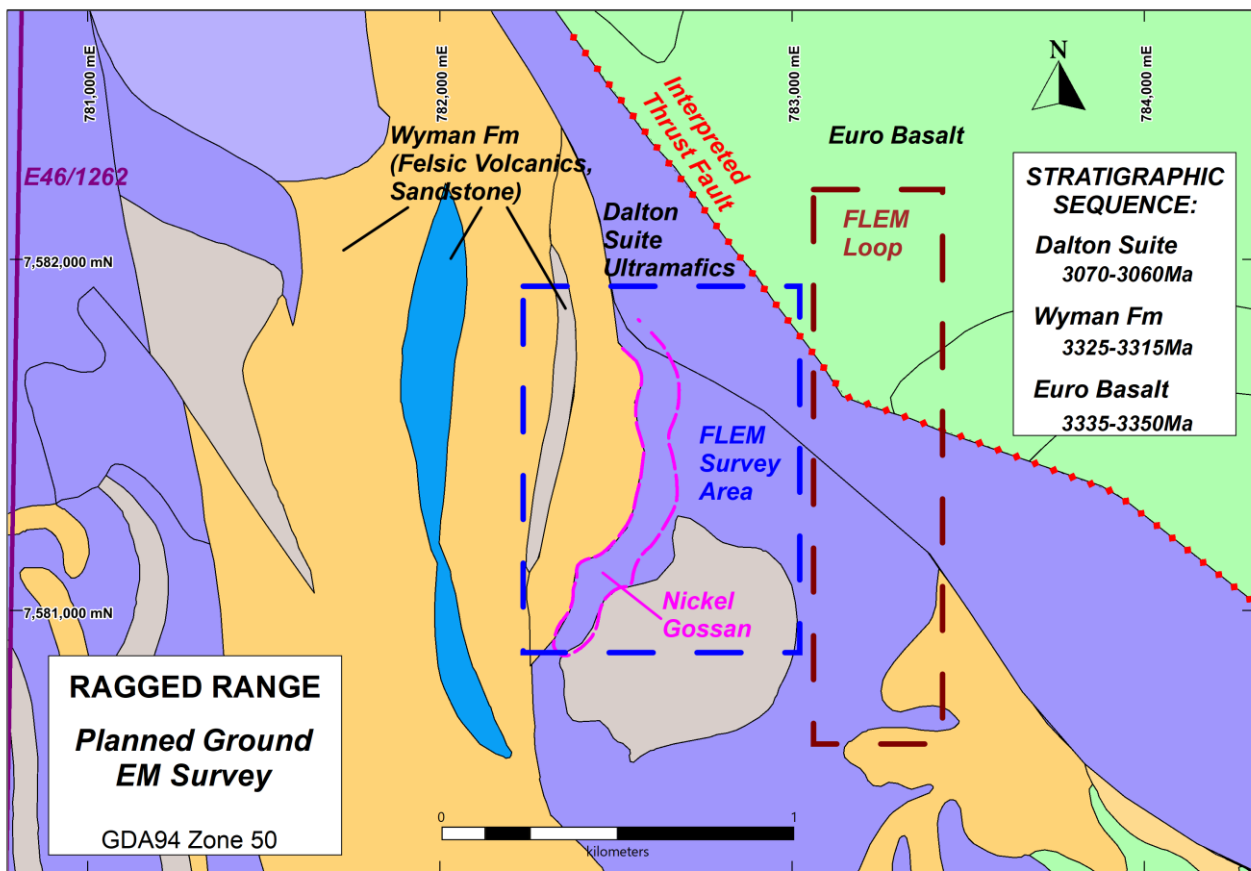 781,000 mE
782,000 mE
783,000 mE
784,000 mE
N
Interpreted
Thrust Fault
Euro Basalt
Wyman Fm
(Felsic Volcanics,
Sandstone)
E46/1262
STRATIGRAPHIC
SEQUENCE:
Dalton Suite
3070-3060Ma
Wyman Fm
3325-3315Ma
Euro Basalt
3335-3350Ma
Dalton
Suite
Ultramafics
FLEM
Loop
7,582,000 mN
FLEM
Survey
Area
Nickel
Gossan
7,581,000 mN
RAGGED RANGE
Planned Ground
EM Survey
GDA94 Zone 50
0
1
kilometers